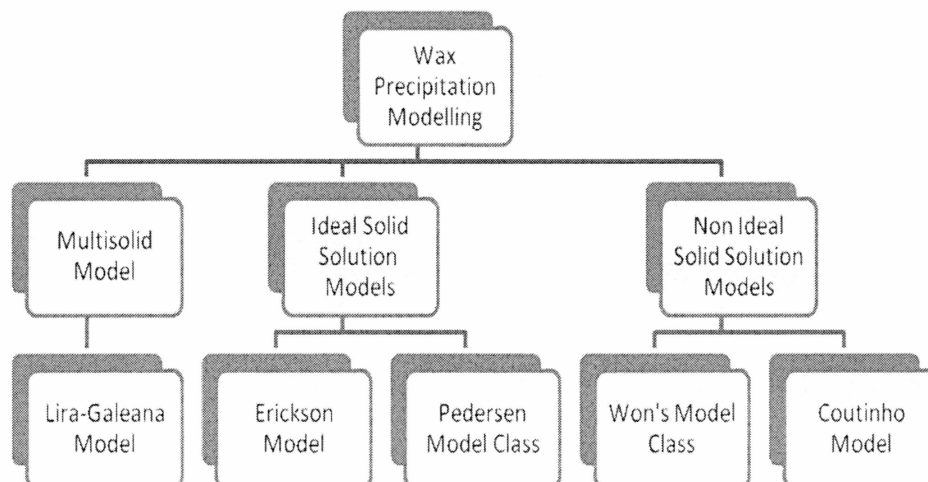 Wax
Precipitation
Modelling
Multisolid
Model
Ideal Solid
Solution
Models
Non Ideal
Solid Solution
Models
Lira-Galeana
Model
Erickson
Model
Pedersen
Model Class
Won's Model
Class
Coutinho
Model